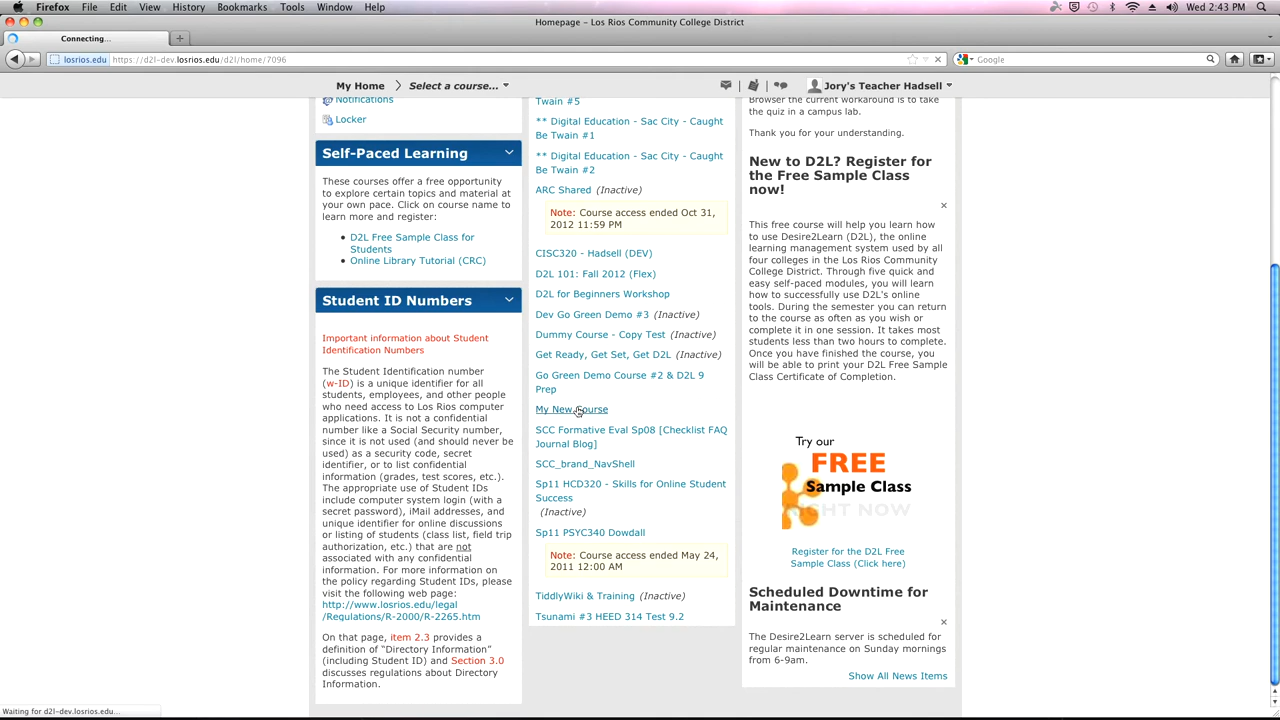 Firefox File Edit View History Bookmarks Tools Window Help
Wed 2:43 PM
Homepage - Los Rios Community College District
Connecting...
losrios.edu https://d2l-dev.losrios.edu/d2l/home/7096
Google
My Home Select a course...
Jory's Teacher Hadsell
Notifications
Locker
Self-Paced Learning
These courses offer a free opportunity
to explore certain topics and material at
your own pace. Click on course name to
learn more and register:
D2L Free Sample Class for
Students
Online Library Tutorial (CRC)
Student ID Numbers
Important information about Student
Identification Numbers
The Student Identification number
(w-ID) is a unique identifier for all
students, employees, and other people
who need access to Los Rios computer
applications. It is not a confidential
number like a Social Security number,
since it is not used (and should never be
used) as a security code, secret
identifier, or to list confidential
information (grades, test scores, etc.).
The appropriate use of Student IDs
include computer system login (with a
secret password), iMail addresses, and
unique identifier for online discussions
or listing of students (class list, field trip
authorization, etc.) that are not
associated with any confidential
information. For more information on
the policy regarding Student IDs, please
visit the following web page:
http://www.losrios.edu/legal
/Regulations/R-2000/R-2265.htm
On that page, item 2.3 provides a
definition of "Directory Information"
(including Student ID) and Section 3.0
discusses regulations about Directory
Information.
Twain #5
** Digital Education - Sac City - Caught
Be Twain #1
** Digital Education - Sac City - Caught
Be Twain #2
ARC Shared (Inactive)
Note: Course access ended Oct 31,
2012 11:59 PM
CISC320 - Hadsell (DEV)
D2L 101: Fall 2012 (Flex)
D2L for Beginners Workshop
Dev Go Green Demo #3 (Inactive)
Dummy Course - Copy Test (Inactive)
Get Ready, Get Set, Get D2L (Inactive)
Go Green Demo Course #2 & D2L 9
Prep
My New Course
SCC Formative Eval Sp08 [Checklist FAQ
Journal Blog]
SCC_brand_NavShell
Sp11 HCD320 - Skills for Online Student
Success
(Inactive)
Sp11 PSYC340 Dowdall
Note: Course access ended May 24,
2011 12:00 AM
TiddlyWiki & Training (Inactive)
Tsunami #3 HEED 314 Test 9.2
Browser the current workaround is to take
the quiz in a campus lab.
Thank you for your understanding.
New to D2L? Register for
the Free Sample Class
now!
This free course will help you learn how
to use Desire2Learn (D2L), the online
learning management system used by all
four colleges in the Los Rios Community
College District. Through five quick and
easy self-paced modules, you will learn
how to successfully use D2L's online
tools. During the semester you can return
to the course as often as you wish or
complete it in one session. It takes most
students less than two hours to complete.
Once you have finished the course, you
will be able to print your D2L Free Sample
Class Certificate of Completion.
Try our
FREE
Sample Class
RIGHT NOW
Register for the D2L Free
Sample Class (Click here)
Scheduled Downtime for
Maintenance
The Desire2Learn server is scheduled for
regular maintenance on Sunday mornings
from 6-9am.
Show All News Items
Waiting for d2l-dev.losrios.edu...